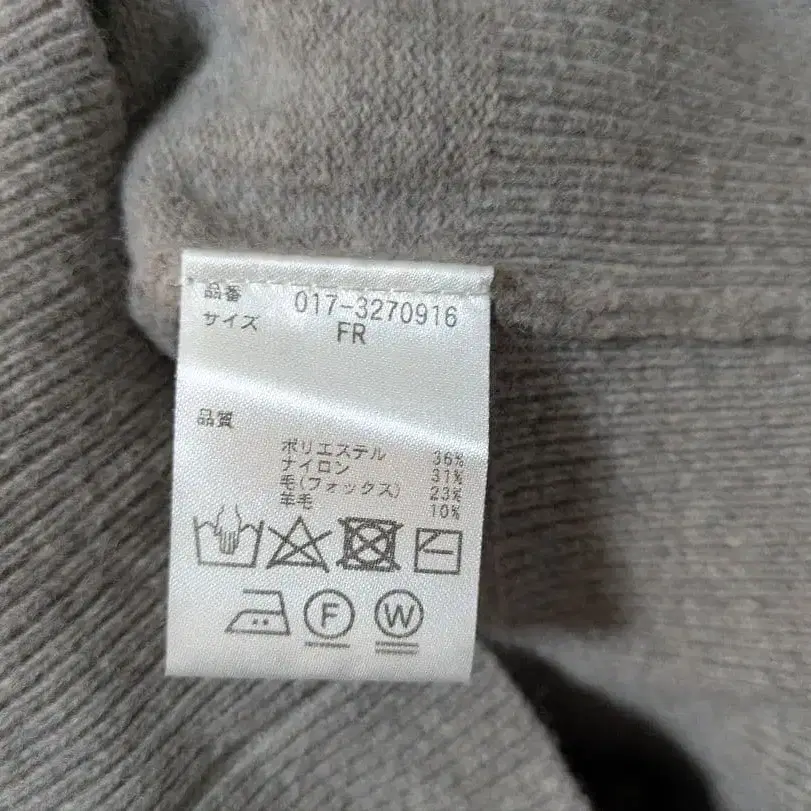 品番 017-3270916
サイズ FR
品質
ポリエステル 36%
ナイロン 31%
毛(フォックス) 23%
羊毛 10%
F W